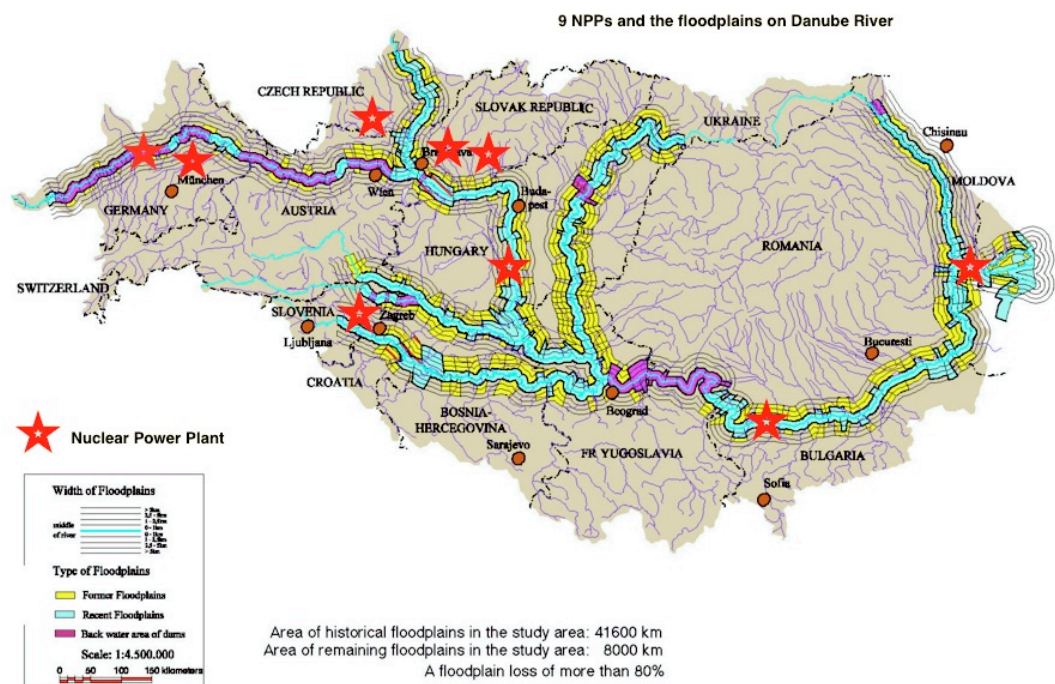 9 NPPs and the floodplains on Danube River
CZECH REPUBLIC
SLOVAK REPUBLIC
UKRAINE
Chisinau
MOLDOVA
Wien
Buda-
pest
München
GERMANY
AUSTRIA
HUNGARY
ROMANIA
SWITZERLAND
SLOVENIA
Zagreb
Ljubljana
Bucuresti
CROATIA
Beograd
BOSNIA-
HERCEGOVINA
Sarajevo
FR YUGOSLAVIA
BULGARIA
Sofia
Nuclear Power Plant
Width of Floodplains
middle
of river
Type of Floodplains
Former Floodplains
Recent Floodplains
Back water area of dams
Scale: 1:4.500.000
0 50 100 150 kilometers
Area of historical floodplains in the study area: 41600 km
Area of remaining floodplains in the study area: 8000 km
A floodplain loss of more than 80%